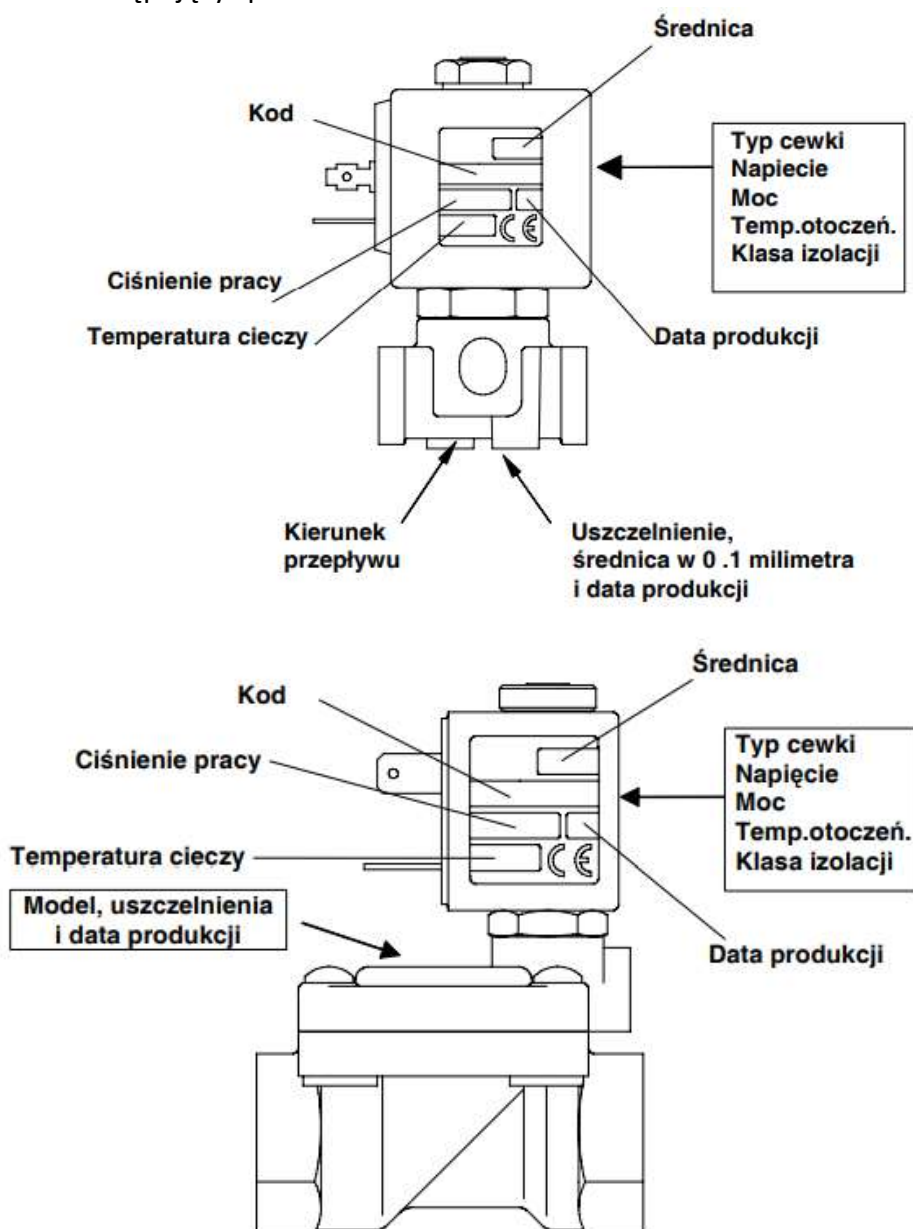 Średnica
Kod
Typ cewki
Napiecie
Moc
Temp.otoczeń.
Klasa izolacji
Ciśnienie pracy
Temperatura cieczy
Data produkcji
CE
Kierunek
przepływu
Uszczelnienie,
średnica w 0 .1 milimetra
i data produkcji
Średnica
Kod
Ciśnienie pracy
Typ cewki
Napięcie
Moc
Temp.otoczeń.
Klasa izolacji
Temperatura cieczy
CE
Model, uszczelnienia
i data produkcji
Data produkcji